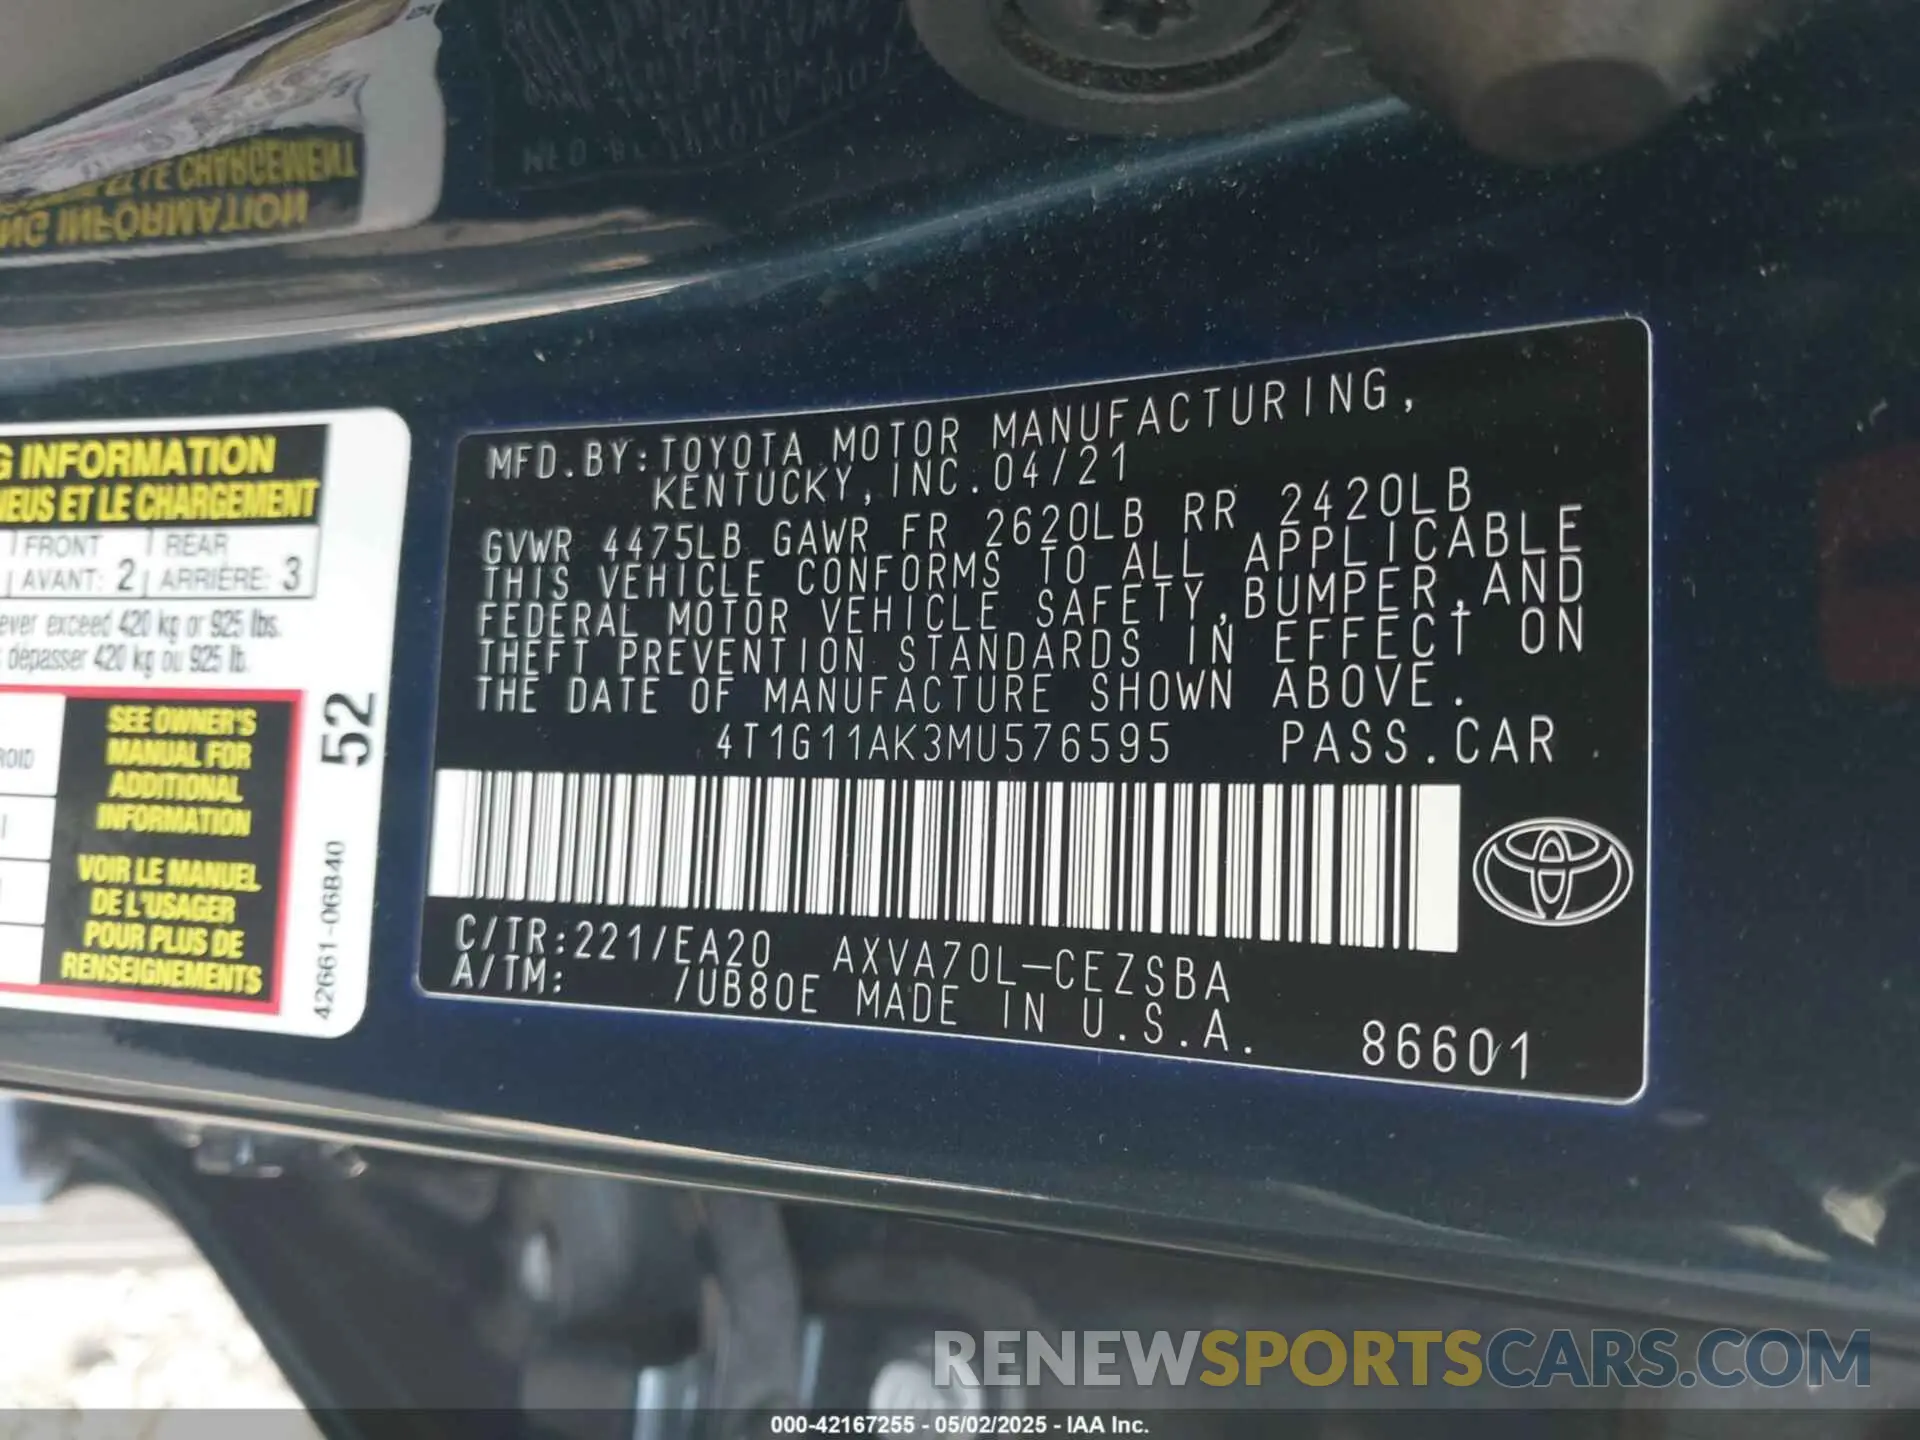 G INFORMATION
NEUS ET LE CHARGEMENT
FRONT REAR
AVANT: 2 ARRIÈRE: 3
ever exceed 420 kg or 925 lbs.
dépasser 420 kg ou 925 lb.
SEE OWNER'S
MANUAL FOR
ADDITIONAL
INFORMATION
VOIR LE MANUEL
DE L'USAGER
POUR PLUS DE
RENSEIGNEMENTS
52
42661-06B40
MFD.BY:TOYOTA MOTOR MANUFACTURING,
KENTUCKY, INC.04/21
GVWR 4475LB GAWR FR 2620LB RR 2420LB
THIS VEHICLE CONFORMS TO ALL APPLICABLE
FEDERAL MOTOR VEHICLE SAFETY,BUMPER,AND
THEFT PREVENTION STANDARDS IN EFFECT ON
THE DATE OF MANUFACTURE SHOWN ABOVE.
4T1G11AK3MU576595 PASS.CAR
C/TR:221/EA20 AXVA70L-CEZSBA
A/TM: /UB80E MADE IN U.S.A.
86601
RENEWSPORTSCARS.COM
000-42167255 - 05/02/2025 - IAA Inc.